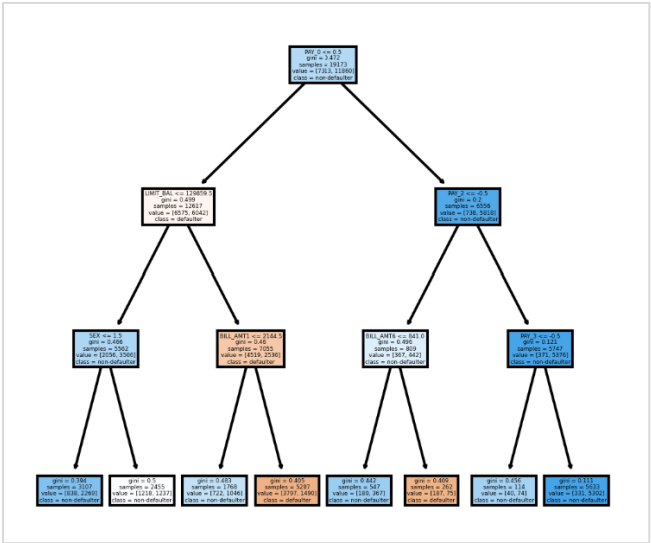 PAY_0 <= 0.5
gini = 0.472
samples = 19173
value = [7313, 11860]
class = non-defaulter
LIMIT_BAL <= 129859.5
gini = 0.499
samples = 12617
value = [6575, 6042]
class = defaulter
PAY_2 <= -0.5
gini = 0.2
samples = 6556
value = [738, 5818]
class = non-defaulter
SEX <= 1.5
gini = 0.466
samples = 5562
value = [2056, 3506]
class = non-defaulter
BILL_AMT1 <= 2144.5
gini = 0.46
samples = 7055
value = [4519, 2536]
class = defaulter
BILL_AMT6 <= 841.0
gini = 0.496
samples = 809
value = [367, 442]
class = non-defaulter
PAY_3 <= -0.5
gini = 0.121
samples = 5747
value = [371, 5376]
class = non-defaulter
gini = 0.394
samples = 3107
value = [838, 2269]
class = non-defaulter
gini = 0.5
samples = 2455
value = [1218, 1237]
class = non-defaulter
gini = 0.483
samples = 1768
value = [722, 1046]
class = non-defaulter
gini = 0.405
samples = 5287
value = [3797, 1490]
class = defaulter
gini = 0.442
samples = 547
value = [180, 367]
class = non-defaulter
gini = 0.409
samples = 262
value = [187, 75]
class = defaulter
gini = 0.456
samples = 114
value = [40, 74]
class = non-defaulter
gini = 0.111
samples = 5633
value = [331, 5302]
class = non-defaulter